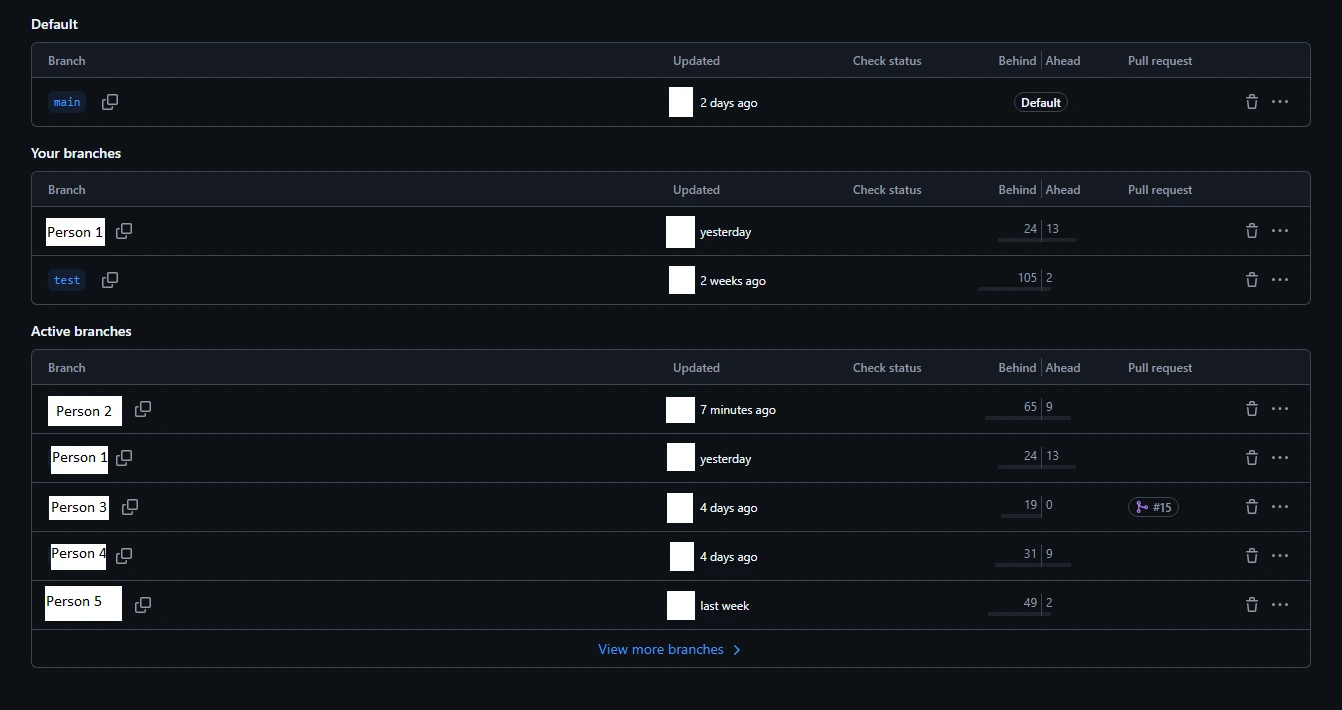 Default
Branch Updated Check status Behind Ahead Pull request
main 2 days ago Default
Your branches
Branch Updated Check status Behind Ahead Pull request
Person 1 yesterday 24 13
test 2 weeks ago 105 2
Active branches
Branch Updated Check status Behind Ahead Pull request
Person 2 7 minutes ago 65 9
Person 1 yesterday 24 13
Person 3 4 days ago 19 0 #15
Person 4 4 days ago 31 9
Person 5 last week 49 2
View more branches